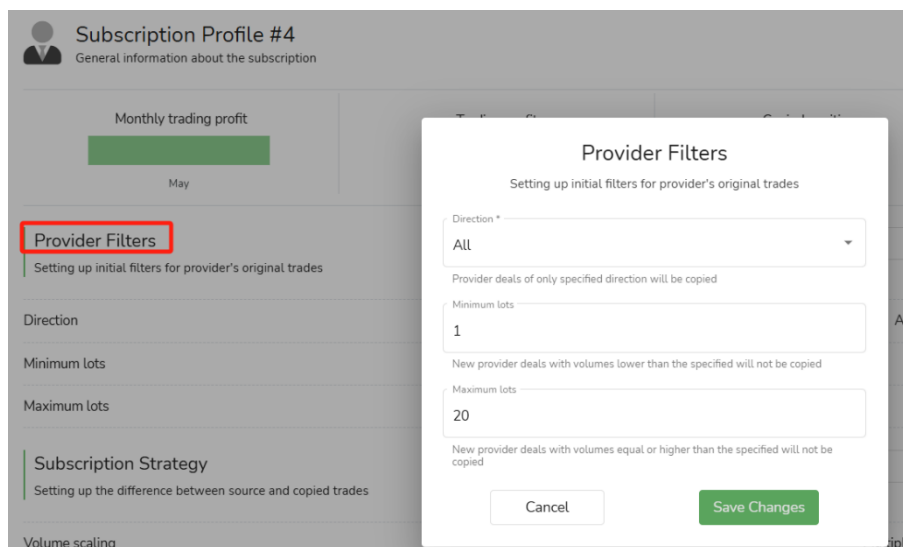 Subscription Profile #4
General information about the subscription
Monthly trading profit
May
Provider Filters
Setting up initial filters for provider's original trades
Direction
Minimum lots
Maximum lots
Subscription Strategy
Setting up the difference between source and copied trades
Volume scaling
Provider Filters
Setting up initial filters for provider's original trades
Direction *
All
Provider deals of only specified direction will be copied
Minimum lots
1
New provider deals with volumes lower than the specified will not be copied
Maximum lots
20
New provider deals with volumes equal or higher than the specified will not be
copied
Cancel
Save Changes